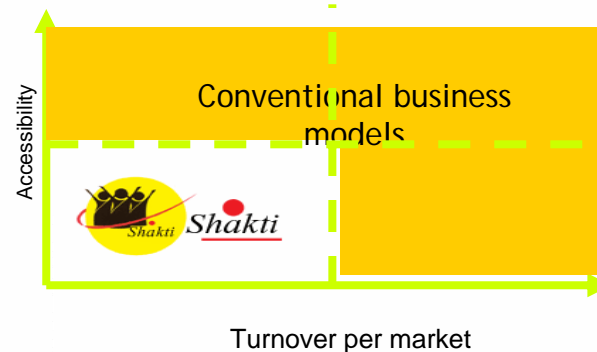 Accessibility
Conventional business
models
Shakti Shakti
Turnover per market